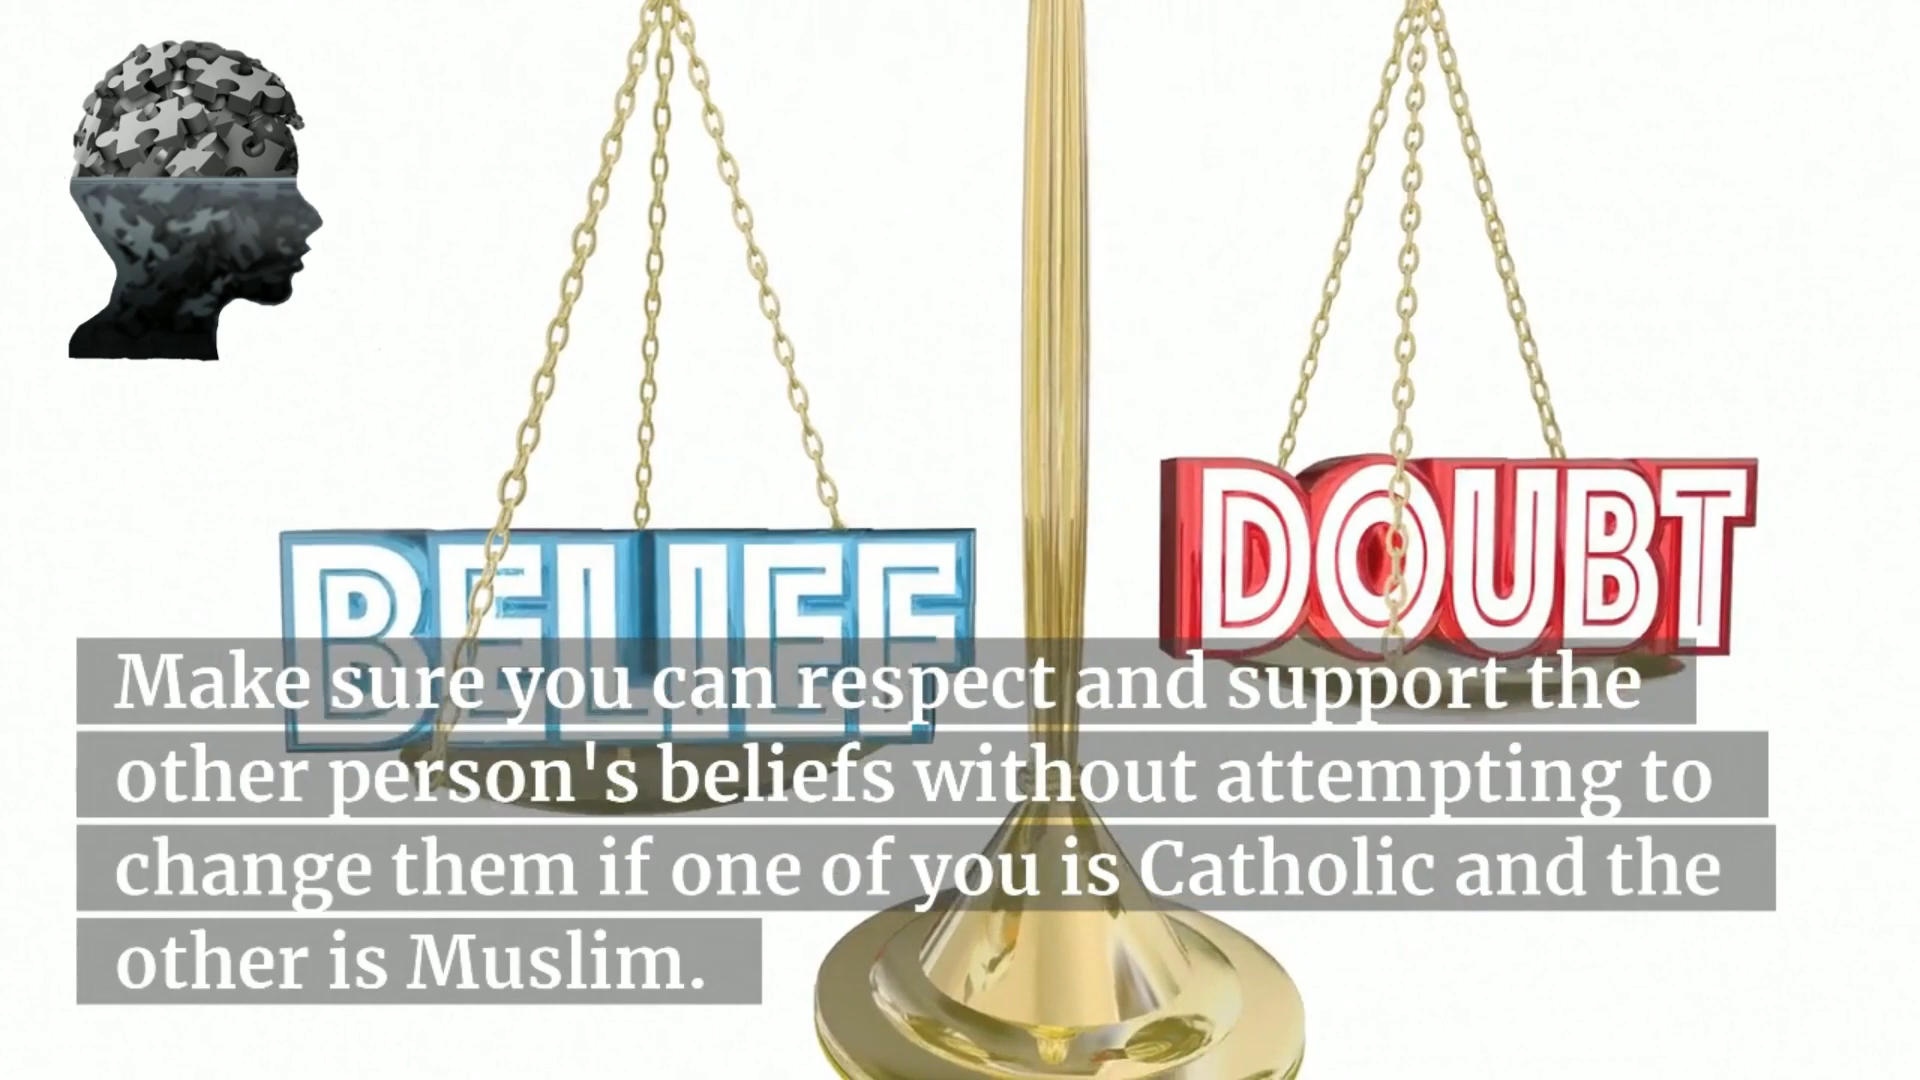 BELIEF
DOUBT
Make sure you can respect and support the
other person's beliefs without attempting to
change them if one of you is Catholic and the
other is Muslim.